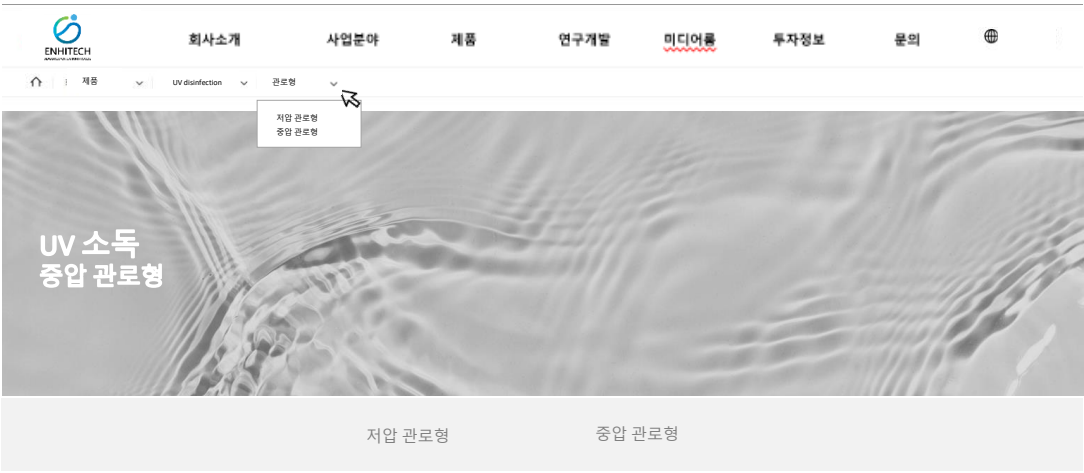 ENHITECH
회사소개
사업분야
제품
연구개발
미디어룸
투자정보
문의
제품
UV disinfection
관로형
저압 관로형
중압 관로형
UV 소독
중압 관로형
저압 관로형
중압 관로형